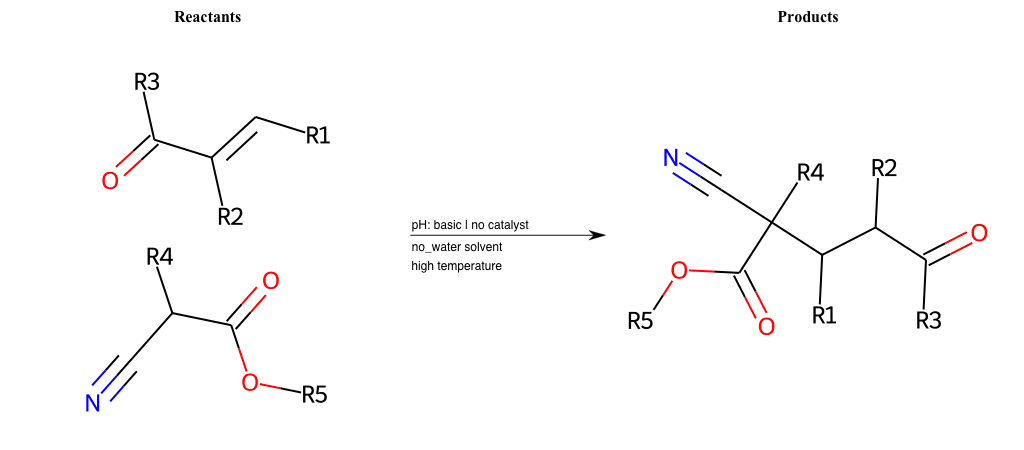 Reactants
Products
R3
O
R1
R2
R4
O
N
O
R5
pH: basic | no catalyst
no_water solvent
high temperature
N
R4
R2
O
O
R5
O
R1
R3